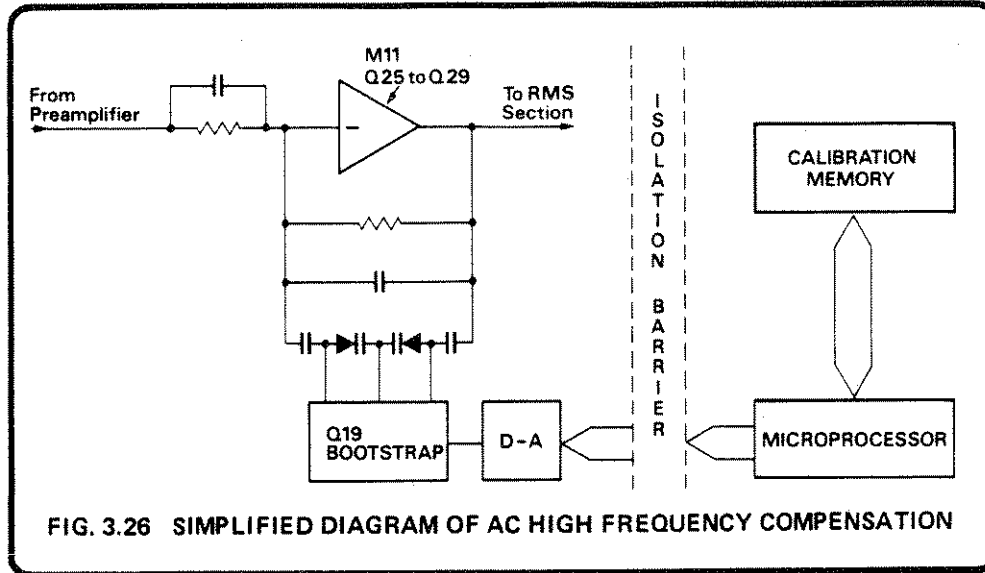 M11
Q25 to Q29
From
Preamplifier
To RMS
Section
−
ISOLATION BARRIER
CALIBRATION
MEMORY
Q19
BOOTSTRAP
D-A
MICROPROCESSOR
FIG. 3.26 SIMPLIFIED DIAGRAM OF AC HIGH FREQUENCY COMPENSATION